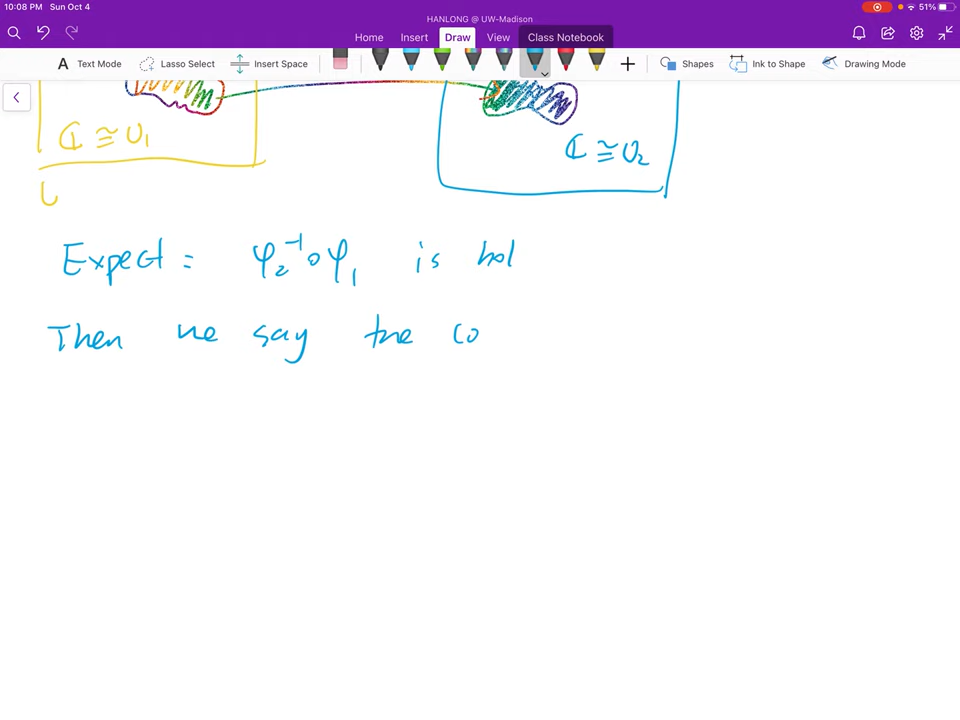 10:08 PM Sun Oct 4
51%
HANLONG @ UW-Madison
Home Insert Draw View Class Notebook
Text Mode Lasso Select Insert Space Shapes Ink to Shape Drawing Mode
ℂ ≅ U₁
ℂ ≅ U₂
U
Expect: φ₂⁻¹∘φ₁ is hol
Then we say the co